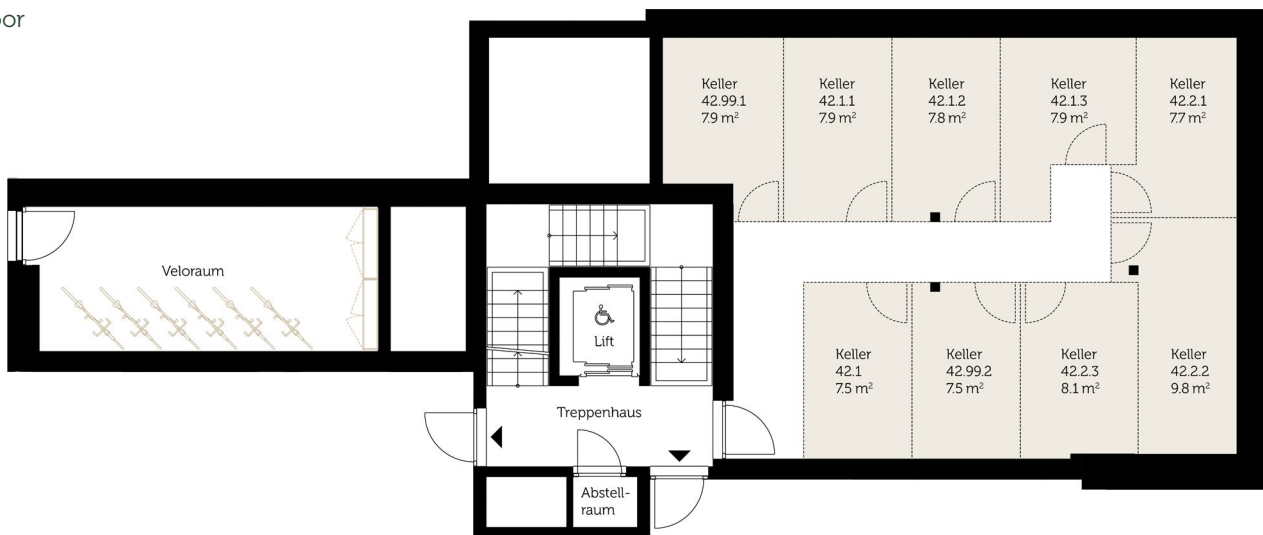 oor
Keller
42.99.1
7.9 m²
Keller
42.1.1
7.9 m²
Keller
42.1.2
7.8 m²
Keller
42.1.3
7.9 m²
Keller
42.2.1
7.7 m²
Veloraum
Lift
Treppenhaus
Abstell-
raum
Keller
42.1
7.5 m²
Keller
42.99.2
7.5 m²
Keller
42.2.3
8.1 m²
Keller
42.2.2
9.8 m²